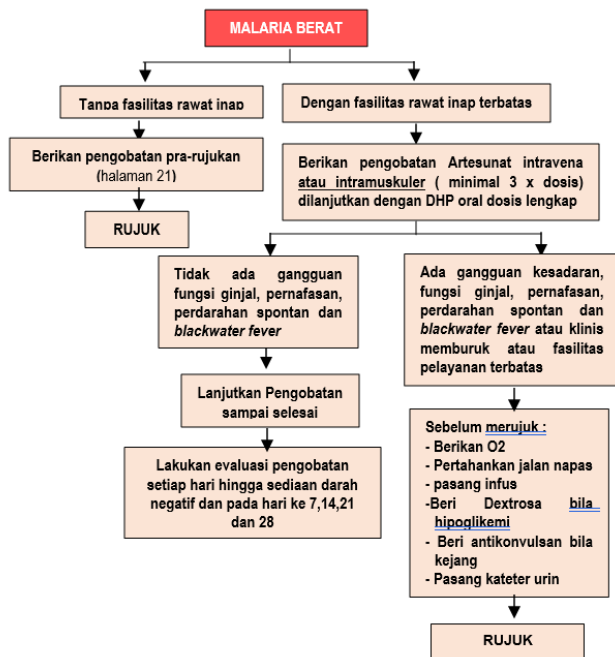 MALARIA BERAT
Tanpa fasilitas rawat inap
Dengan fasilitas rawat inap terbatas
Berikan pengobatan pra-rujukan
(halaman 21)
Berikan pengobatan Artesunat intravena
atau intramuskuler ( minimal 3 x dosis)
dilanjutkan dengan DHP oral dosis lengkap
RUJUK
Tidak ada gangguan
fungsi ginjal, pernafasan,
perdarahan spontan dan
blackwater fever
Ada gangguan kesadaran,
fungsi ginjal, pernafasan,
perdarahan spontan dan
blackwater fever atau klinis
memburuk atau fasilitas
pelayanan terbatas
Lanjutkan Pengobatan
sampai selesai
Lakukan evaluasi pengobatan
setiap hari hingga sediaan darah
negatif dan pada hari ke 7,14,21
dan 28
Sebelum merujuk :
- Berikan O2
- Pertahankan jalan napas
- pasang infus
-Beri Dextrosa bila
hipoglikemi
- Beri antikonvulsan bila
kejang
- Pasang kateter urin
RUJUK